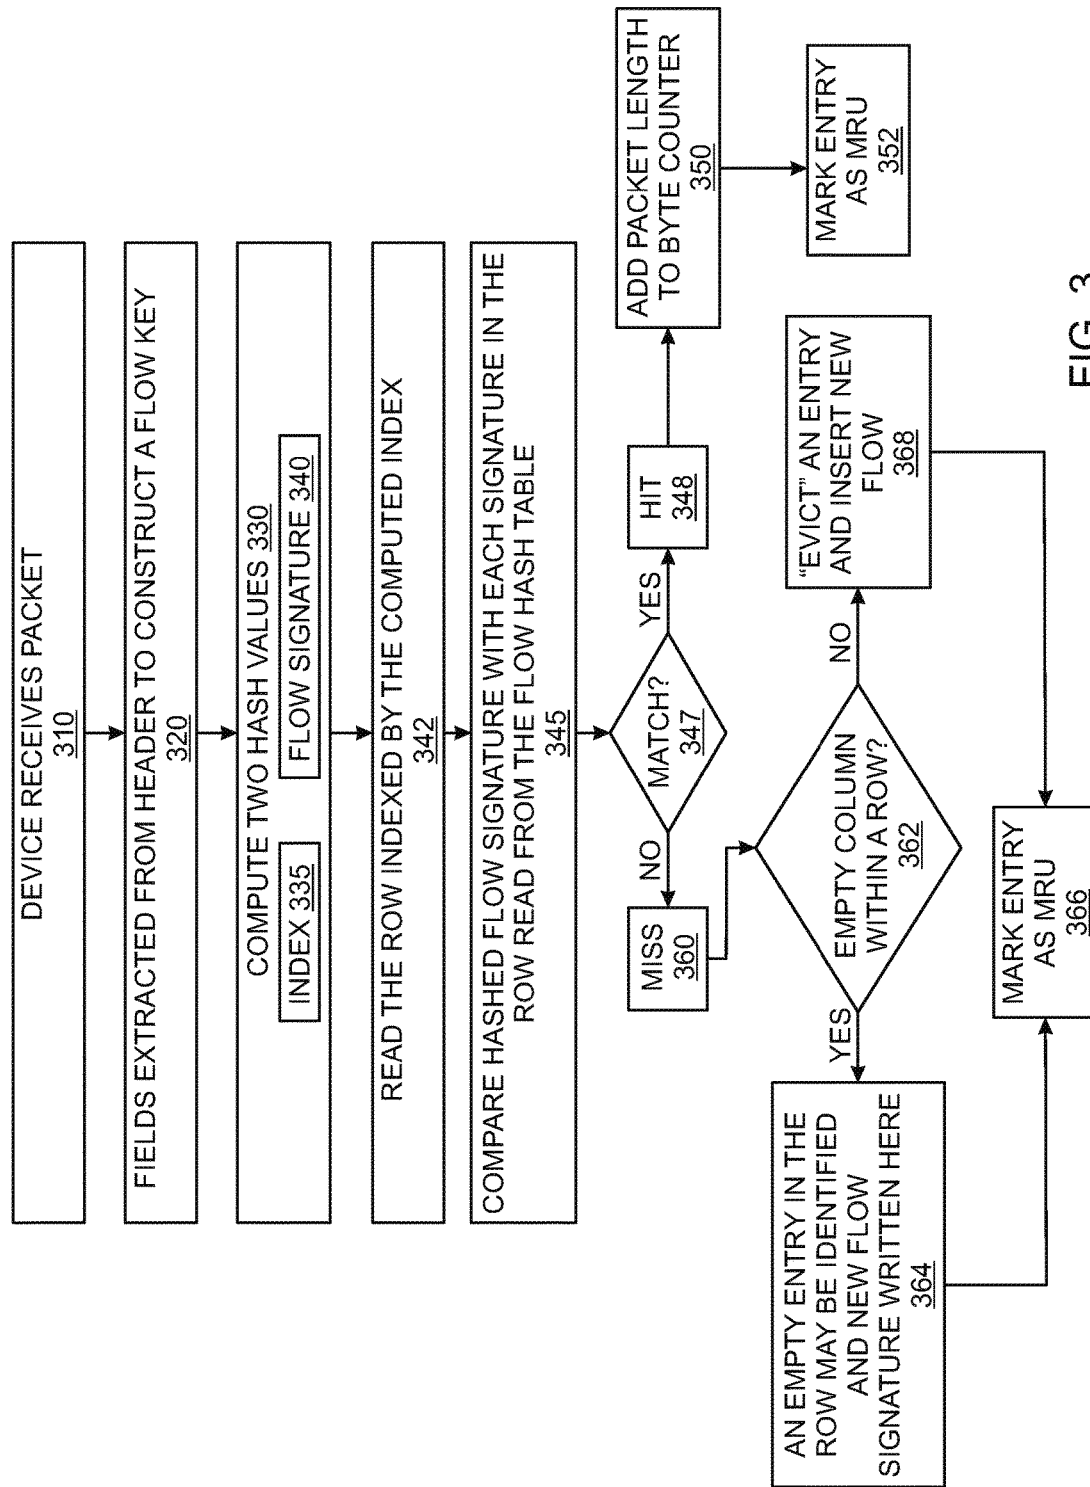 DEVICE RECEIVES PACKET
310
FIELDS EXTRACTED FROM HEADER TO CONSTRUCT A FLOW KEY
320
COMPUTE TWO HASH VALUES 330
INDEX 335
FLOW SIGNATURE 340
READ THE ROW INDEXED BY THE COMPUTED INDEX
342
COMPARE HASHED FLOW SIGNATURE WITH EACH SIGNATURE IN THE
ROW READ FROM THE FLOW HASH TABLE
345
MATCH?
347
YES
HIT
348
ADD PACKET LENGTH
TO BYTE COUNTER
350
MARK ENTRY
AS MRU
352
NO
MISS
360
EMPTY COLUMN
WITHIN A ROW?
362
YES
AN EMPTY ENTRY IN THE
ROW MAY BE IDENTIFIED
AND NEW FLOW
SIGNATURE WRITTEN HERE
364
NO
"EVICT" AN ENTRY
AND INSERT NEW
FLOW
368
MARK ENTRY
AS MRU
366
FIG. 3